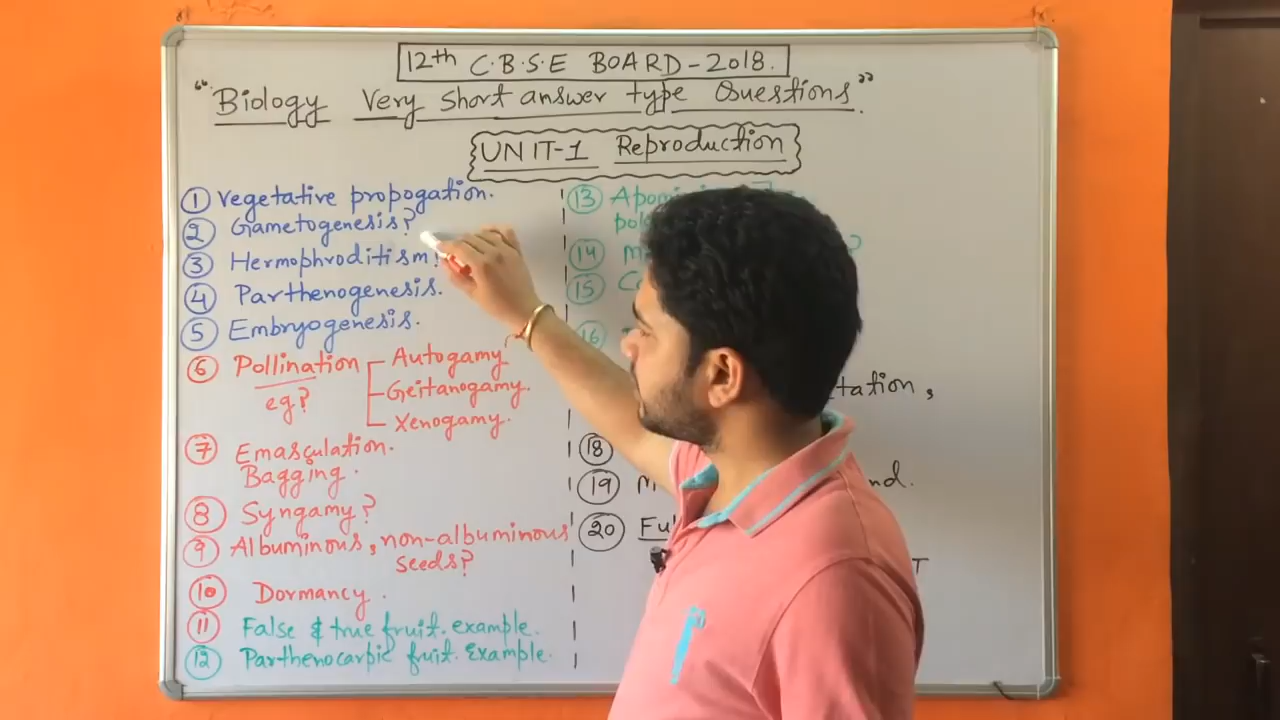 12th C.B.S.E BOARD-2018.
"Biology Very Short answer type Questions".
UNIT-1 Reproduction
① Vegetative propogation.
② Gametogenesis?
③ Hermophroditism?
④ Parthenogenesis.
⑤ Embryogenesis.
⑥ Pollination
eg?
Autogamy
Geitanogamy.
Xenogamy.
⑦ Emasculation.
Bagging.
⑧ Syngamy?
⑨ Albuminous, non-albuminous
seeds?
⑩ Dormancy.
⑪ False & true fruit. example.
⑫ Parthenocarpic fruit. Example.
⑬
⑭
⑮
⑯
tation,
⑱
⑲ nd.
⑳